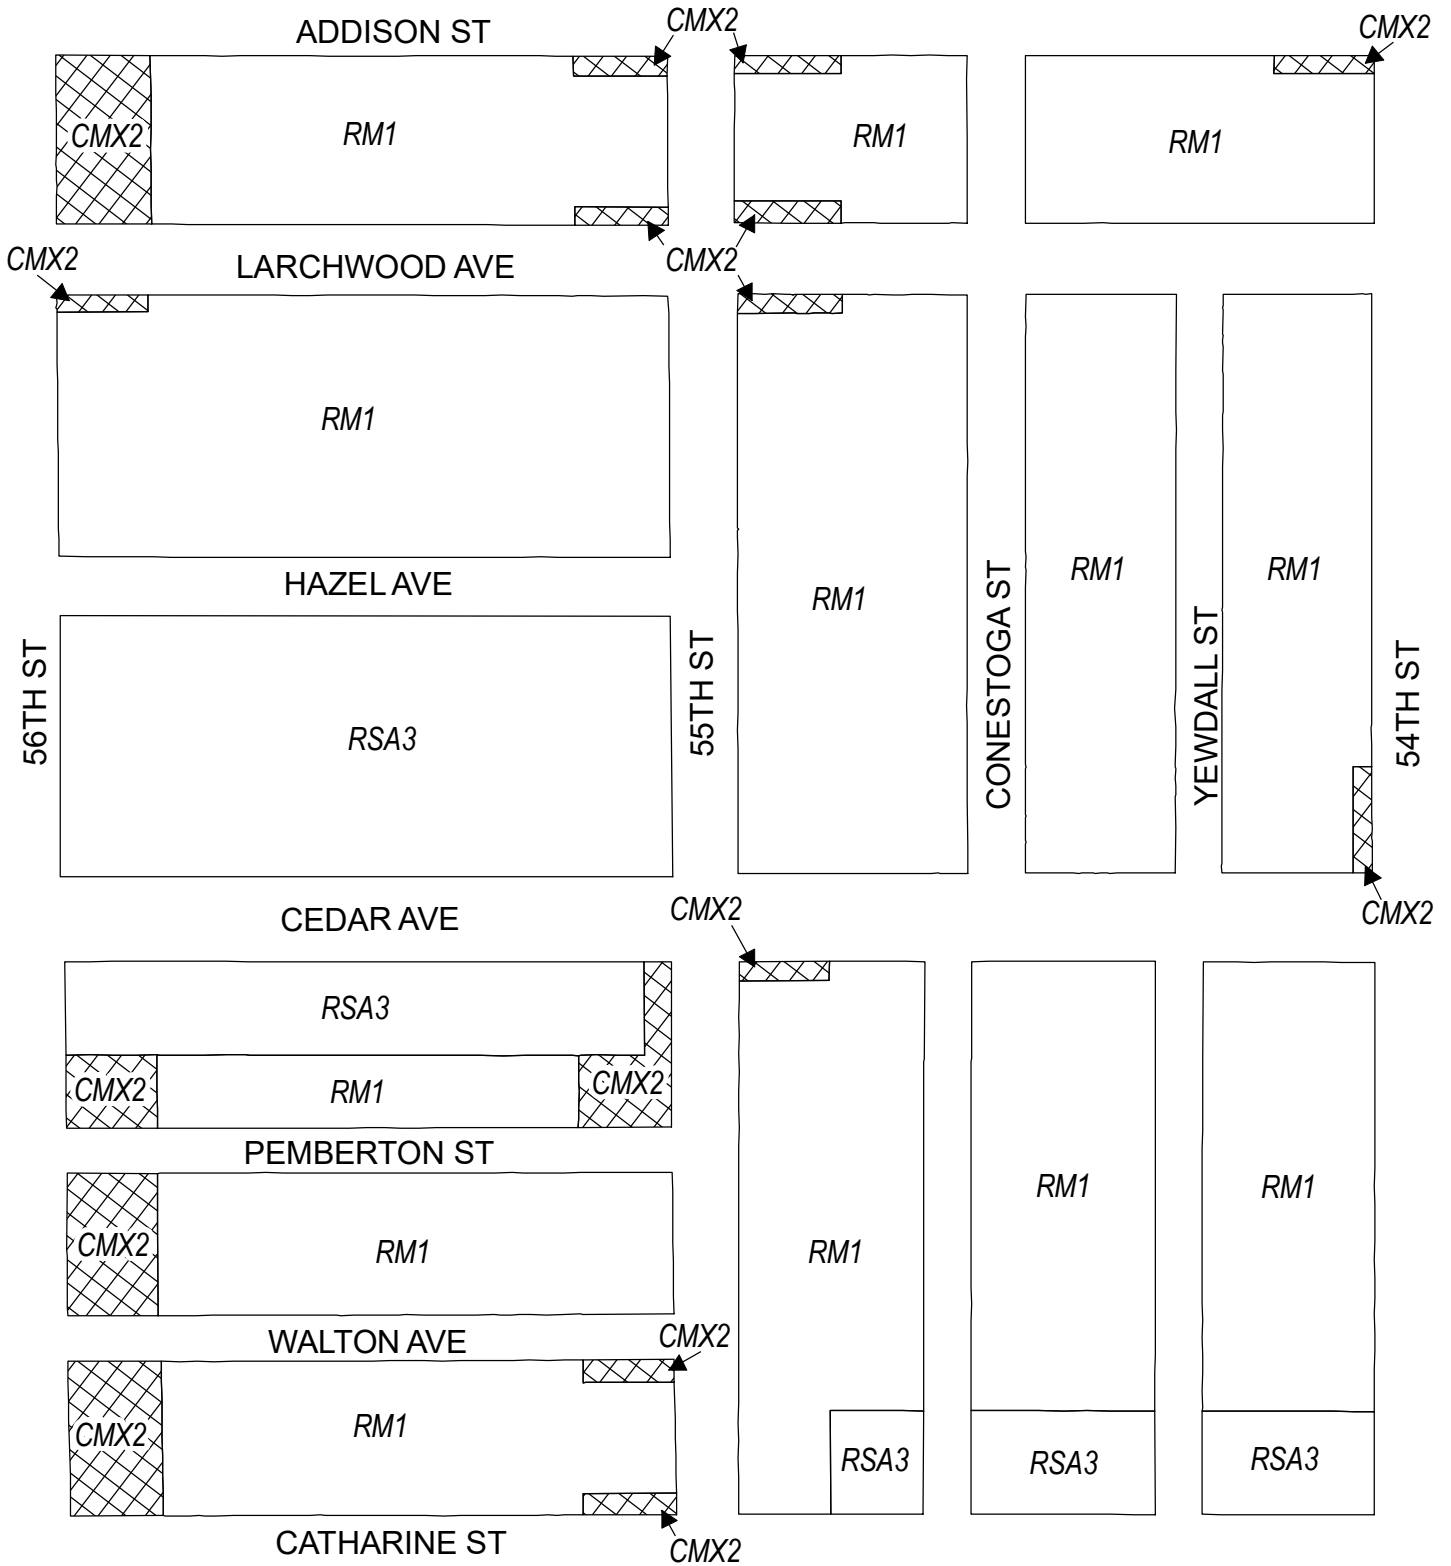 ADDISON ST
CMX2
CMX2
CMX2
RM1
RM1
RM1
CMX2
LARCHWOOD AVE
CMX2
RM1
HAZEL AVE
RM1
RM1
RM1
56TH ST
RSA3
55TH ST
CONESTOGA ST
YEWDALL ST
54TH ST
CEDAR AVE
CMX2
CMX2
RSA3
CMX2
RM1
CMX2
PEMBERTON ST
RM1
RM1
CMX2
RM1
RM1
WALTON AVE
CMX2
CMX2
RM1
RSA3
RSA3
RSA3
CATHARINE ST
CMX2